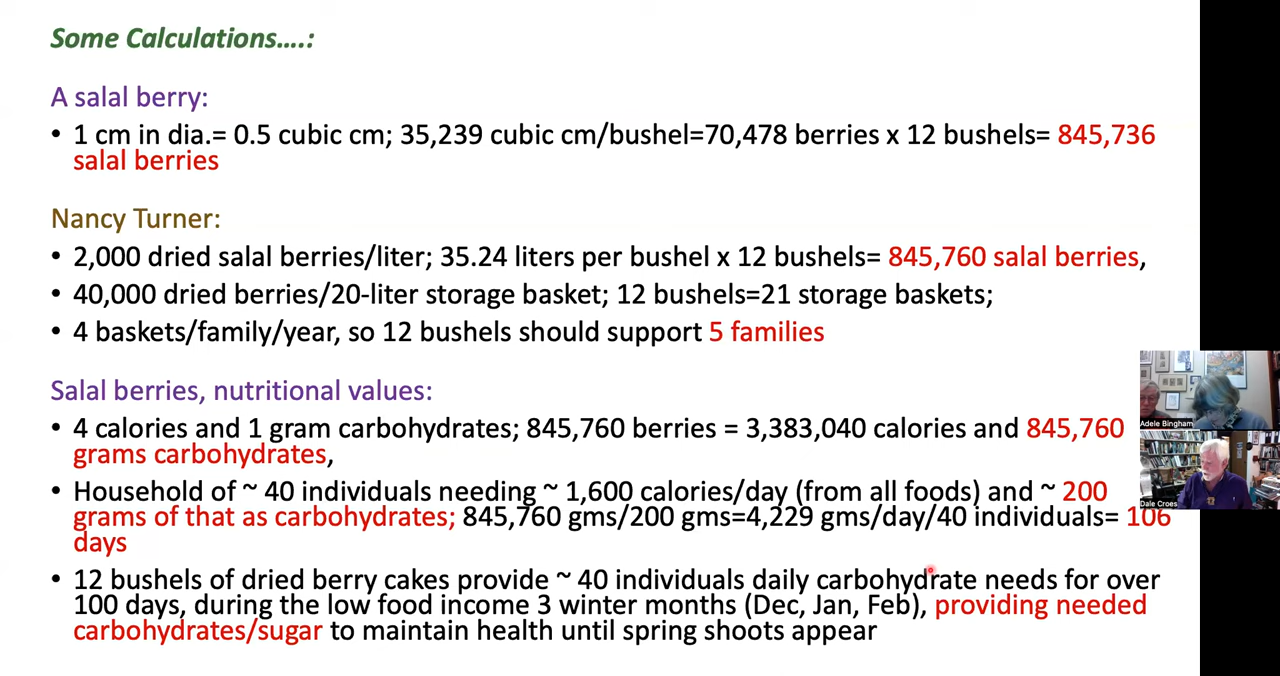 Some Calculations….:
A salal berry:
• 1 cm in dia.= 0.5 cubic cm; 35,239 cubic cm/bushel=70,478 berries x 12 bushels= 845,736
salal berries
Nancy Turner:
• 2,000 dried salal berries/liter; 35.24 liters per bushel x 12 bushels= 845,760 salal berries,
• 40,000 dried berries/20-liter storage basket; 12 bushels=21 storage baskets;
• 4 baskets/family/year, so 12 bushels should support 5 families
Salal berries, nutritional values:
• 4 calories and 1 gram carbohydrates; 845,760 berries = 3,383,040 calories and 845,760
grams carbohydrates,
• Household of ~ 40 individuals needing ~ 1,600 calories/day (from all foods) and ~ 200
grams of that as carbohydrates; 845,760 gms/200 gms=4,229 gms/day/40 individuals= 106
days
• 12 bushels of dried berry cakes provide ~ 40 individuals daily carbohydrate needs for over
100 days, during the low food income 3 winter months (Dec, Jan, Feb), providing needed
carbohydrates/sugar to maintain health until spring shoots appear
Adele Bingham
Dale Croes